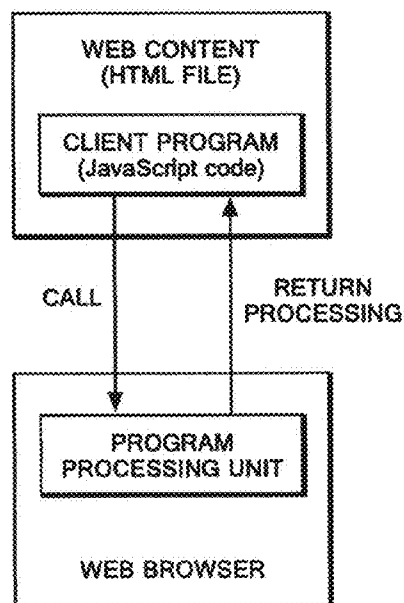 WEB CONTENT
(HTML FILE)
CLIENT PROGRAM
(JavaScript code)
CALL
RETURN
PROCESSING
PROGRAM
PROCESSING UNIT
WEB BROWSER